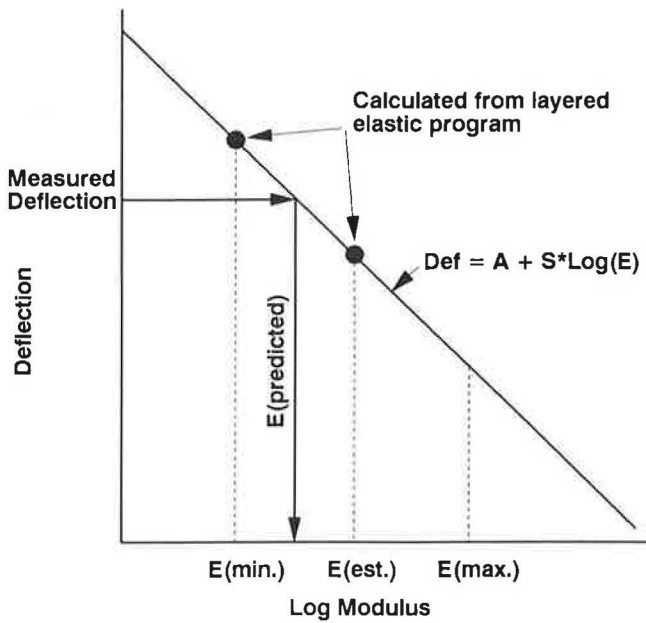 Calculated from layered
elastic program
Measured
Deflection
Def = A + S*Log(E)
Deflection
E(predicted)
E(min.) E(est.) E(max.)
Log Modulus